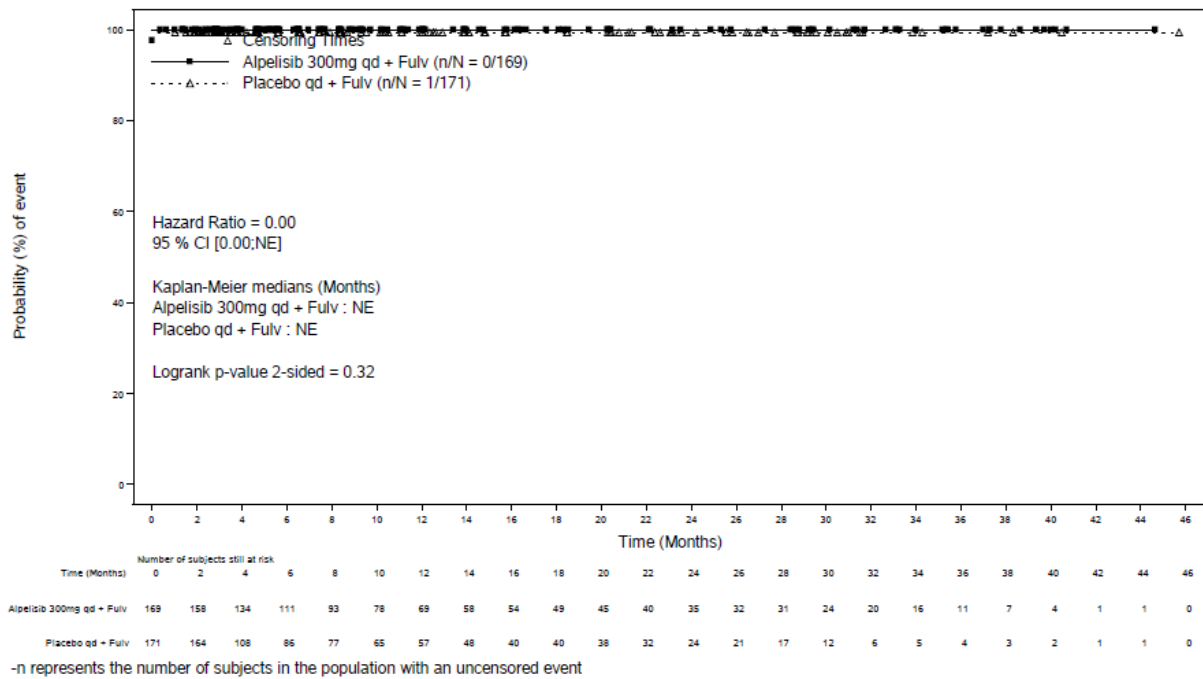 Probability (%) of event
100
80
60
40
20
0
Censoring Times
Alpelisib 300mg qd + Fulv (n/N = 0/169)
Placebo qd + Fulv (n/N = 1/171)
Hazard Ratio = 0.00
95 % CI [0.00;NE]
Kaplan-Meier medians (Months)
Alpelisib 300mg qd + Fulv : NE
Placebo qd + Fulv : NE
Logrank p-value 2-sided = 0.32
0 2 4 6 8 10 12 14 16 18 20 22 24 26 28 30 32 34 36 38 40 42 44 46
Time (Months)
Number of subjects still at risk
Time (Months) 0 2 4 6 8 10 12 14 16 18 20 22 24 26 28 30 32 34 36 38 40 42 44 46
Alpelisib 300mg qd + Fulv 169 158 134 111 93 78 69 58 54 49 45 40 35 32 31 24 20 16 11 7 4 1 1 0
Placebo qd + Fulv 171 164 108 86 77 65 57 48 40 40 38 32 24 21 17 12 6 5 4 3 2 1 1 0
-n represents the number of subjects in the population with an uncensored event